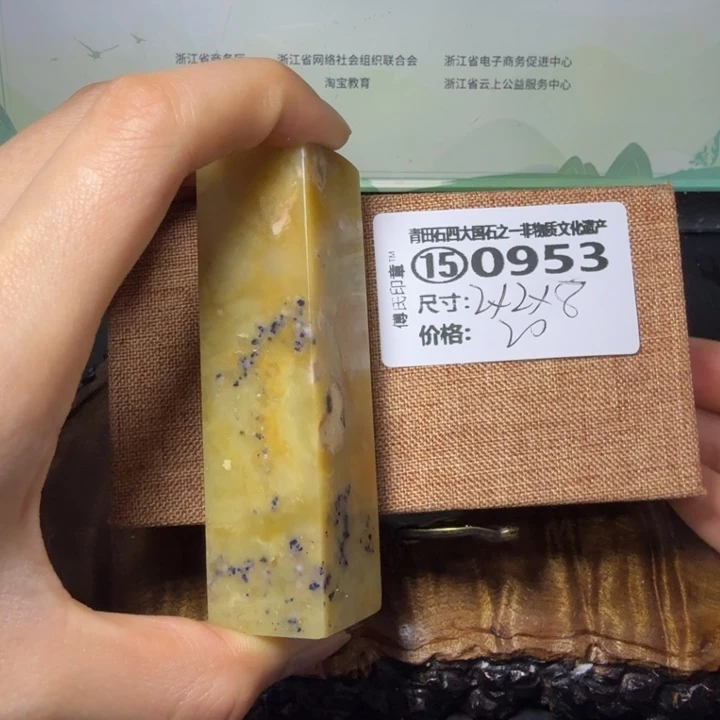 浙江省商务厅 浙江省网络社会组织联合会 浙江省电子商务促进中心
淘宝教育 浙江省云上公益服务中心
青田石四大国石之一非物质文化遗产
傅氏印章™
⑮0953
尺寸:2×2×8
价格: 20